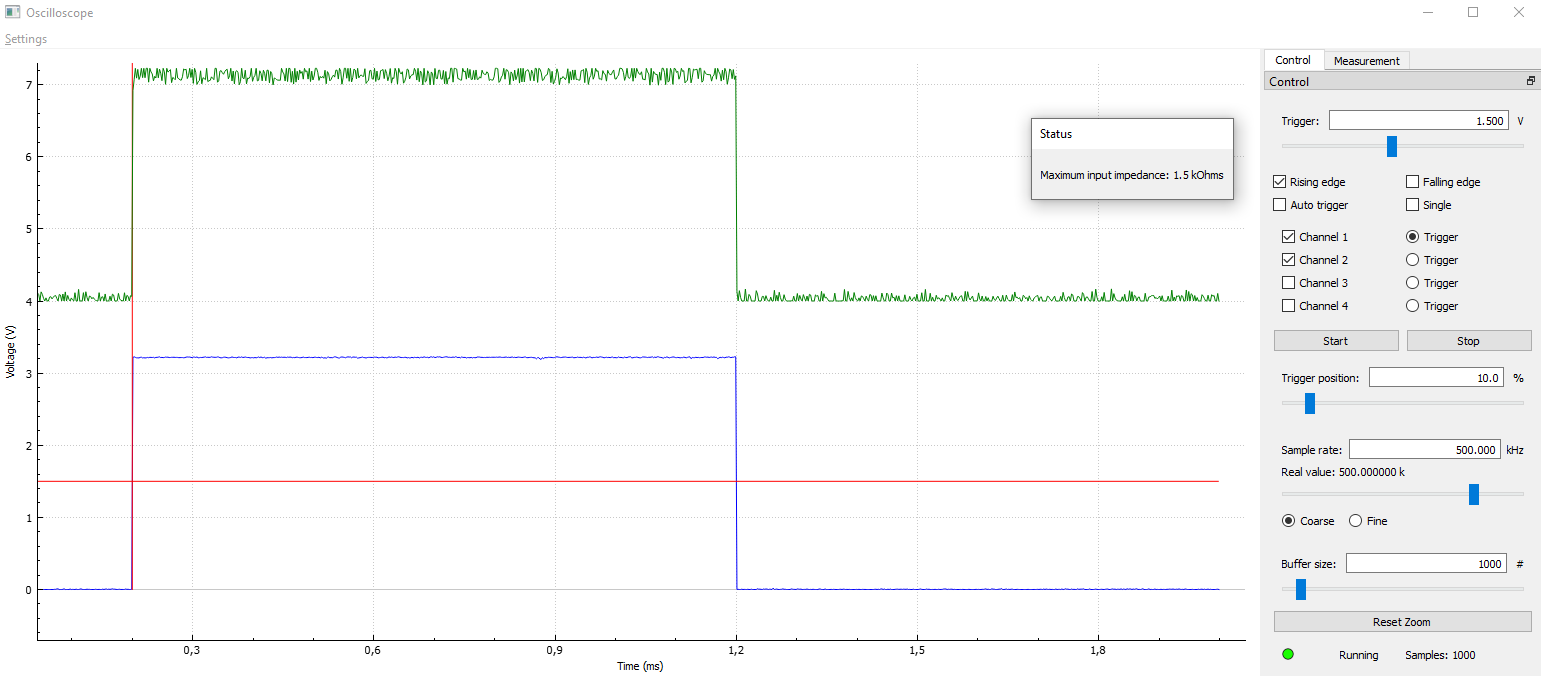 Oscilloscope
Settings
7
6
5
4
3
2
1
0
Voltage (V)
0,3 0,6 0,9 1,2 1,5 1,8
Time (ms)
Status
Maximum input impedance: 1.5 kOhms
Control Measurement
Control
Trigger: 1.500 V
Rising edge Falling edge
Auto trigger Single
Channel 1 Trigger
Channel 2 Trigger
Channel 3 Trigger
Channel 4 Trigger
Start Stop
Trigger position: 10.0 %
Sample rate: 500.000 kHz
Real value: 500.000000 k
Coarse Fine
Buffer size: 1000 #
Reset Zoom
Running Samples: 1000